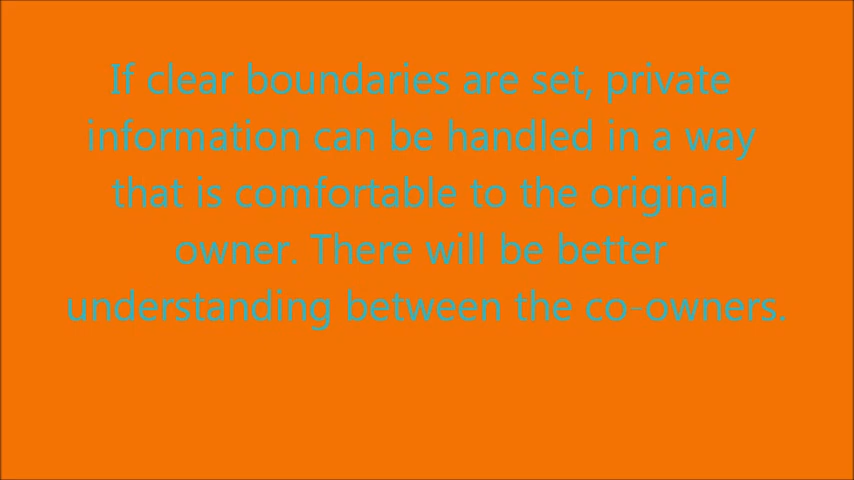 If clear boundaries are set, private
information can be handled in a way
that is comfortable to the original
owner. There will be better
understanding between the co-owners.